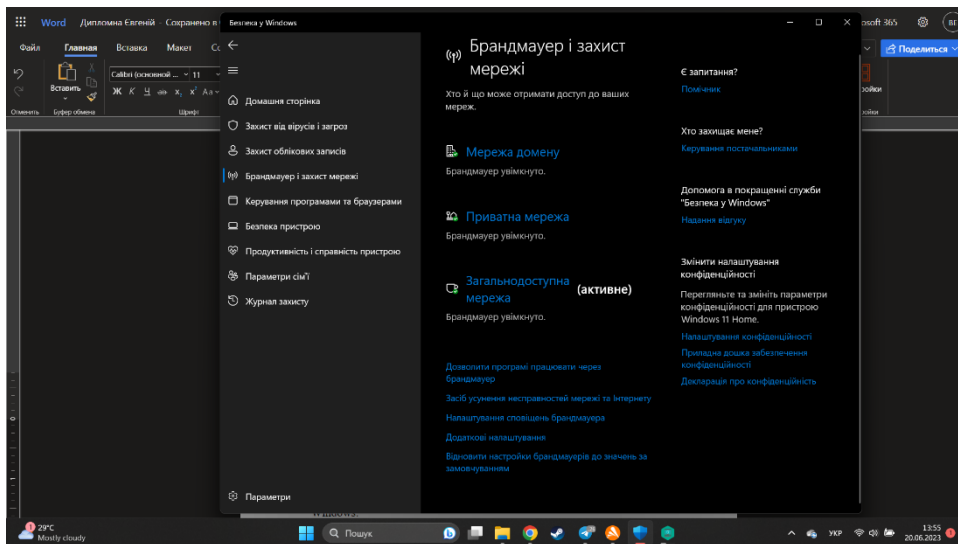 Word Дипломна Євгеній - Сохранено в
Безпека у Windows
osoft 365
Файл Главная Вставка Макет
Поделиться
Вставить
Calibri (основной ... 11
Ж К Ч ab x, x' Aa
Отменить Буфер обмена Шрифт
Домашня сторінка
Захист від вірусів і загроз
Захист облікових записів
Брандмауер і захист мережі
Керування програмами та браузерами
Безпека пристрою
Продуктивність і справність пристрою
Параметри сім'ї
Журнал захисту
Параметри
Брандмауер і захист
мережі
Хто й що може отримати доступ до ваших
мереж.
Мережа домену
Брандмауер увімкнуто.
Приватна мережа
Брандмауер увімкнуто.
Загальнодоступна
мережа (активне)
Брандмауер увімкнуто.
Дозволити програмі працювати через
брандмауер
Засіб усунення несправностей мережі та Інтернету
Налаштування сповіщень брандмауера
Додаткові налаштування
Відновити настройки брандмауерів до значень за
замовчуванням
Є запитання?
Помічник
Хто захищає мене?
Керування постачальниками
Допомога в покращенні служби
"Безпека у Windows"
Надання відгуку
Змінити налаштування
конфіденційності
Перегляньте та змініть параметри
конфіденційності для пристрою
Windows 11 Home.
Налаштування конфіденційності
Приладна дошка забезпечення
конфіденційності
Декларація про конфіденційність
29°C
Mostly cloudy
Пошук
УКР
13:55
20.06.2023